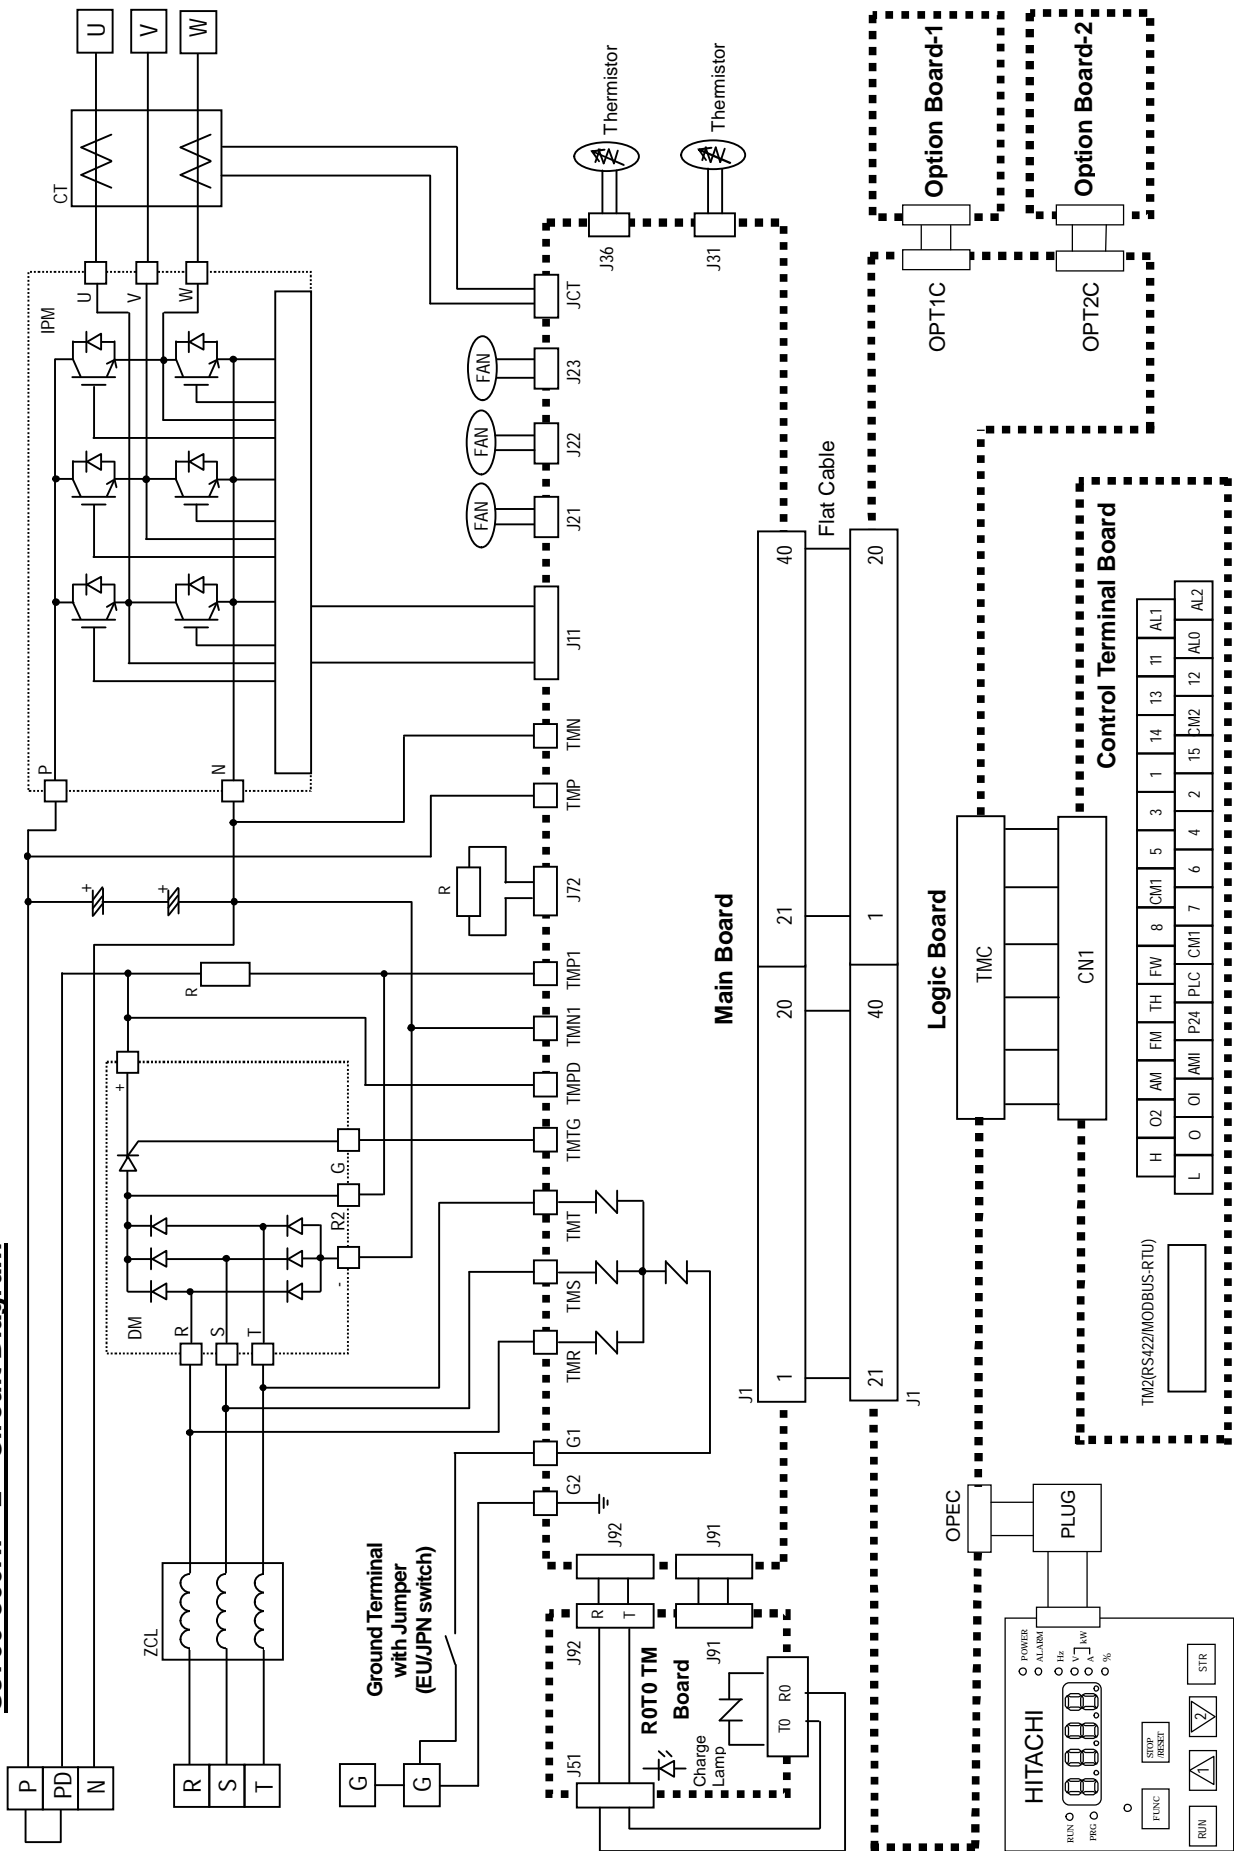 U
V
W
CT
U
V
W
IPM
P
N
P
PD
N
R
S
T
ZCL
DM
R
S
T
+
-
R2
G
R
+
+
R
FAN
FAN
FAN
Thermistor
Thermistor
G2
G1
TMR
TMS
TMT
TMTG
TMPD
TMN1
TMP1
J72
TMP
TMN
J11
J21
J22
J23
JCT
J36
J31
Ground Terminal
with Jumper
(EU/JPN switch)
G
G
J92
J91
J92
R
T
J91
J51
R0T0 TM
Board
Charge
Lamp
T0 R0
Main Board
J1
1
20
21
40
Flat Cable
21
40
1
20
J1
Logic Board
TMC
CN1
OPT1C
OPT2C
Option Board-1
Option Board-2
Control Terminal Board
H O2 AM FM TH FW 8 CM1 5 3 1 14 13 11 AL1
L O OI AMI P24 PLC CM1 7 6 4 2 15 CM2 12 AL0 AL2
TM2(RS422/MODBUS-RTU)
OPEC
PLUG
HITACHI
POWER
ALARM
Hz
V
A
kW
%
RUN
PRG
88.8.8.
FUNC
STOP
/RESET
RUN
1
2
STR